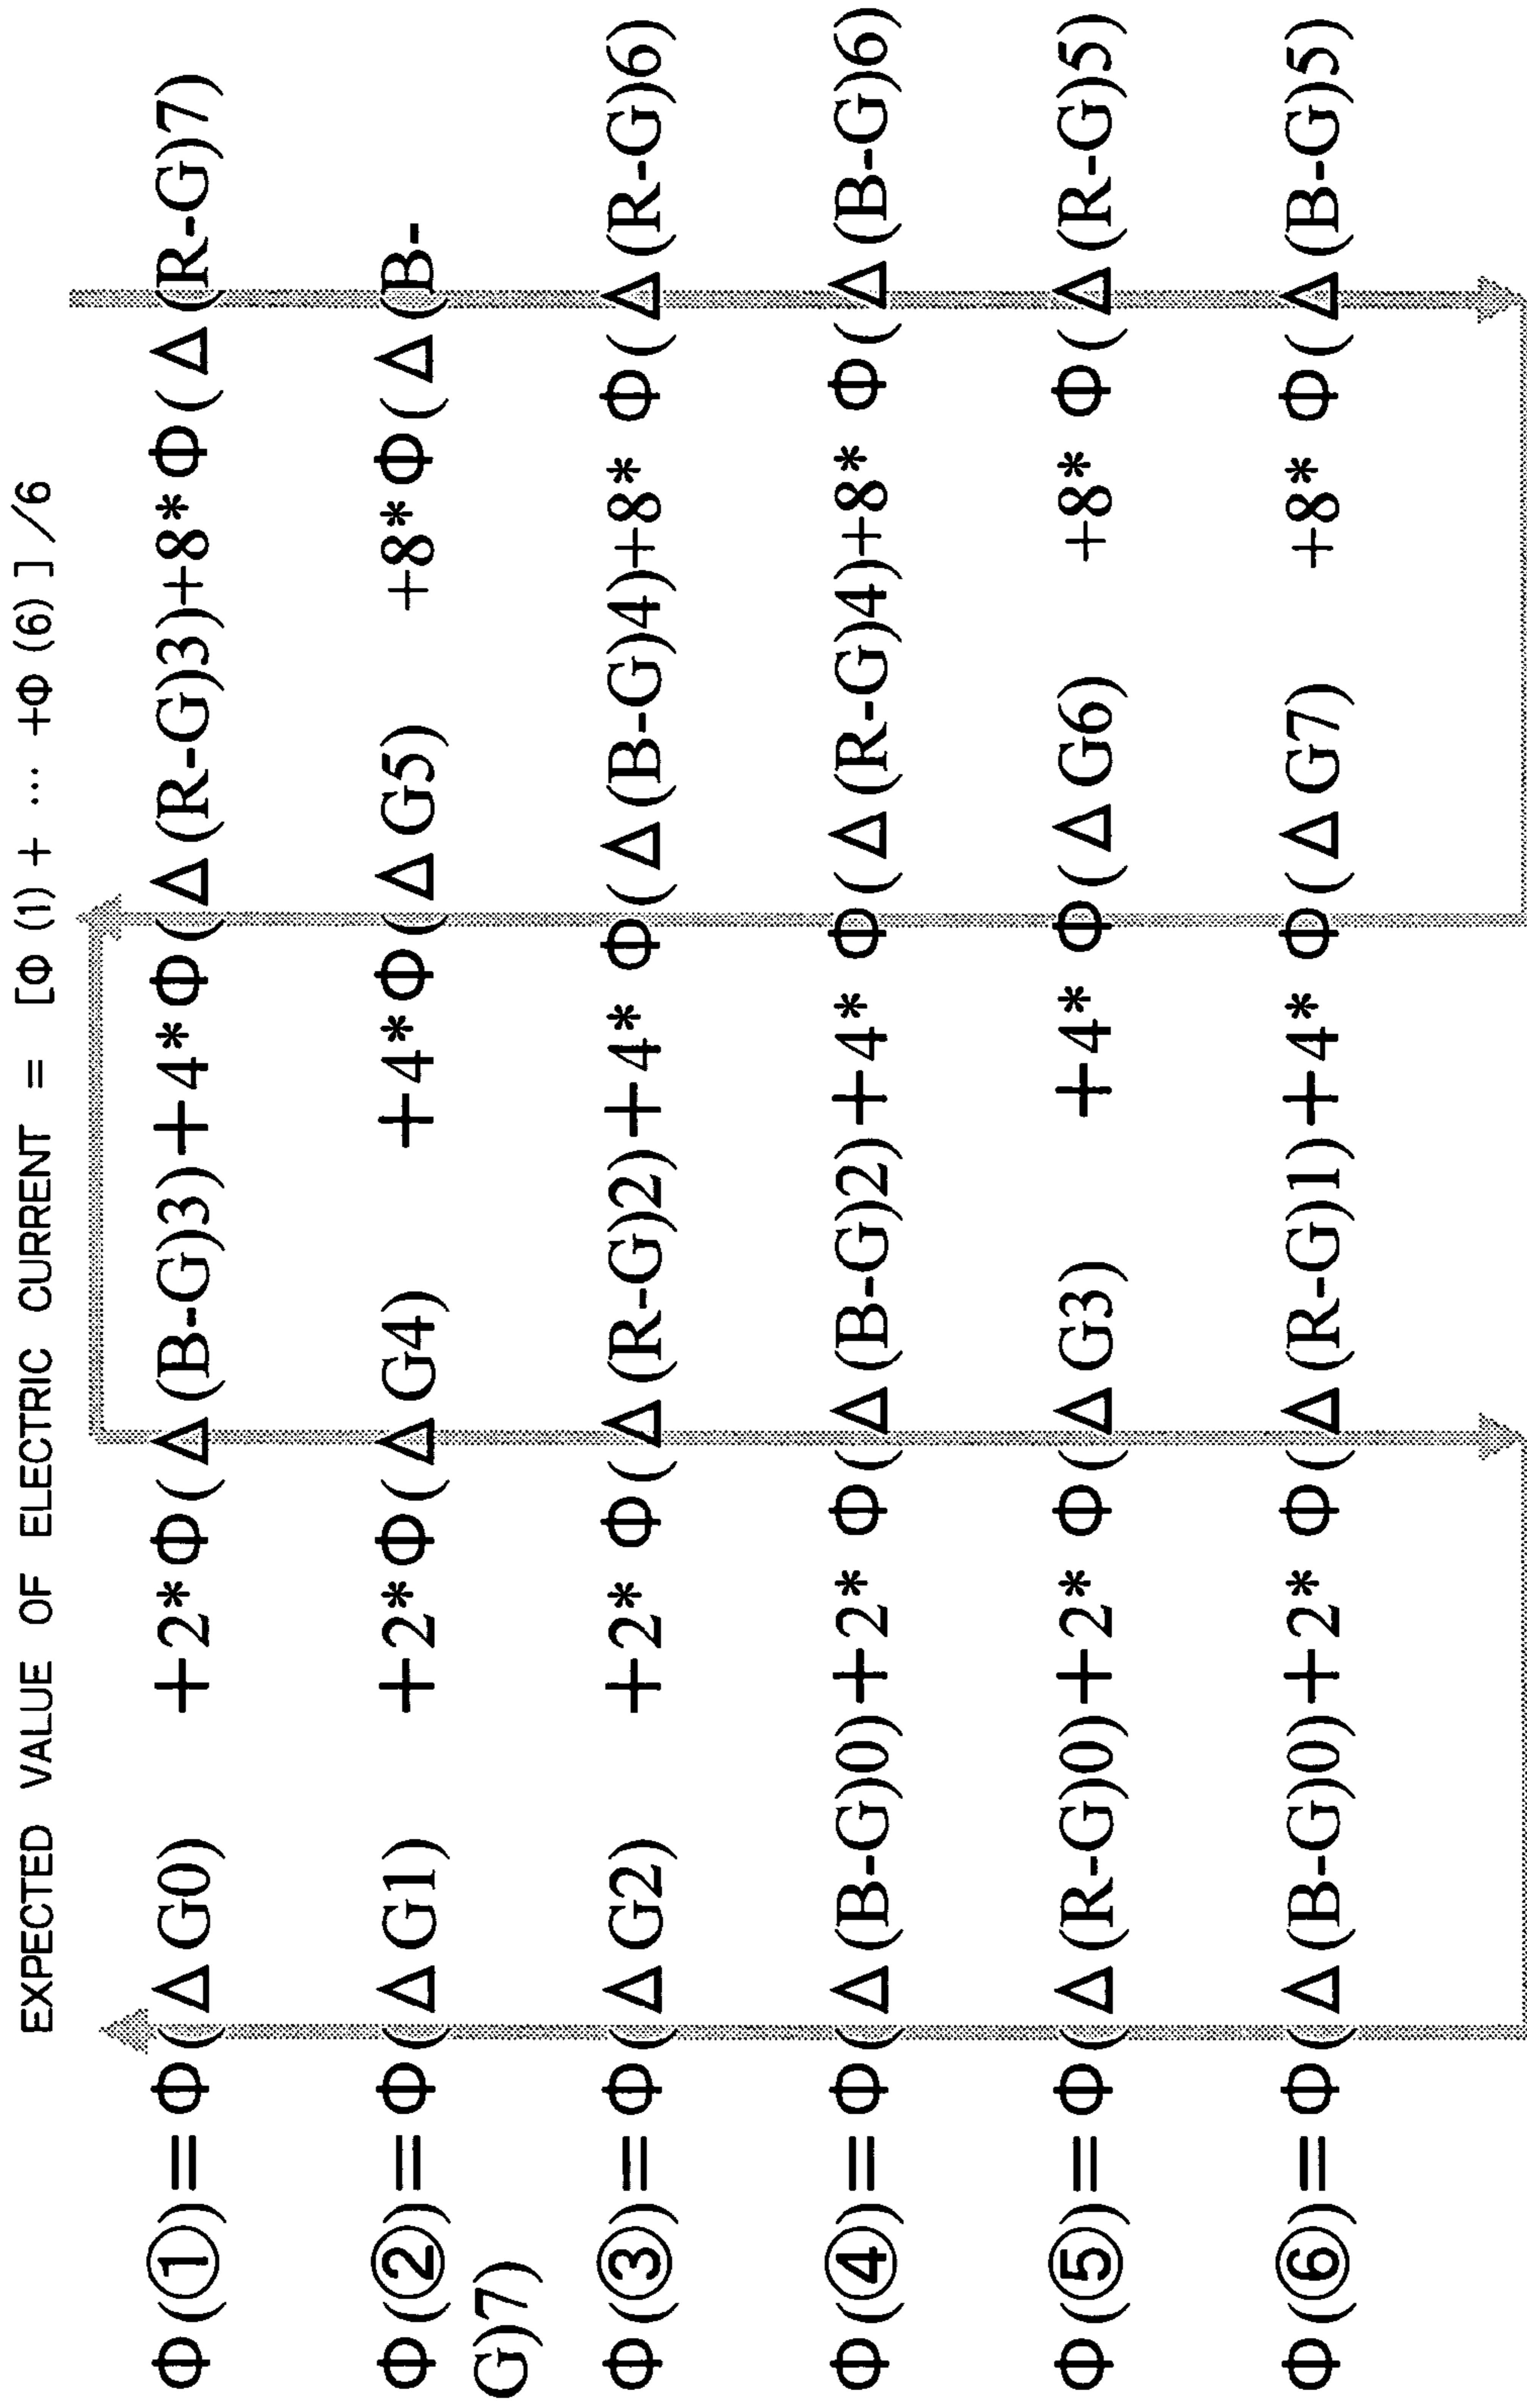 EXPECTED VALUE OF ELECTRIC CURRENT = [Φ (1) + ... +Φ (6) ] /6
Φ(①)=Φ(ΔG0) +2*Φ(Δ(B-G)3)+4*Φ(Δ(R-G)3)+8*Φ(Δ(R-G)7)
Φ(②)=Φ(ΔG1) +2*Φ(ΔG4) +4*Φ(ΔG5) +8*Φ(Δ(B-
G)7)
Φ(③)=Φ(ΔG2) +2* Φ(Δ(R-G)2)+4* Φ(Δ(B-G)4)+8* Φ(Δ(R-G)6)
Φ(④)=Φ(Δ(B-G)0)+2* Φ(Δ(B-G)2)+4* Φ(Δ(R-G)4)+8* Φ(Δ(B-G)6)
Φ(⑤)=Φ(Δ(R-G)0)+2* Φ(ΔG3) +4* Φ(ΔG6) +8* Φ(Δ(R-G)5)
Φ(⑥)=Φ(Δ(B-G)0)+2* Φ(Δ(R-G)1)+4* Φ(ΔG7) +8* Φ(Δ(B-G)5)